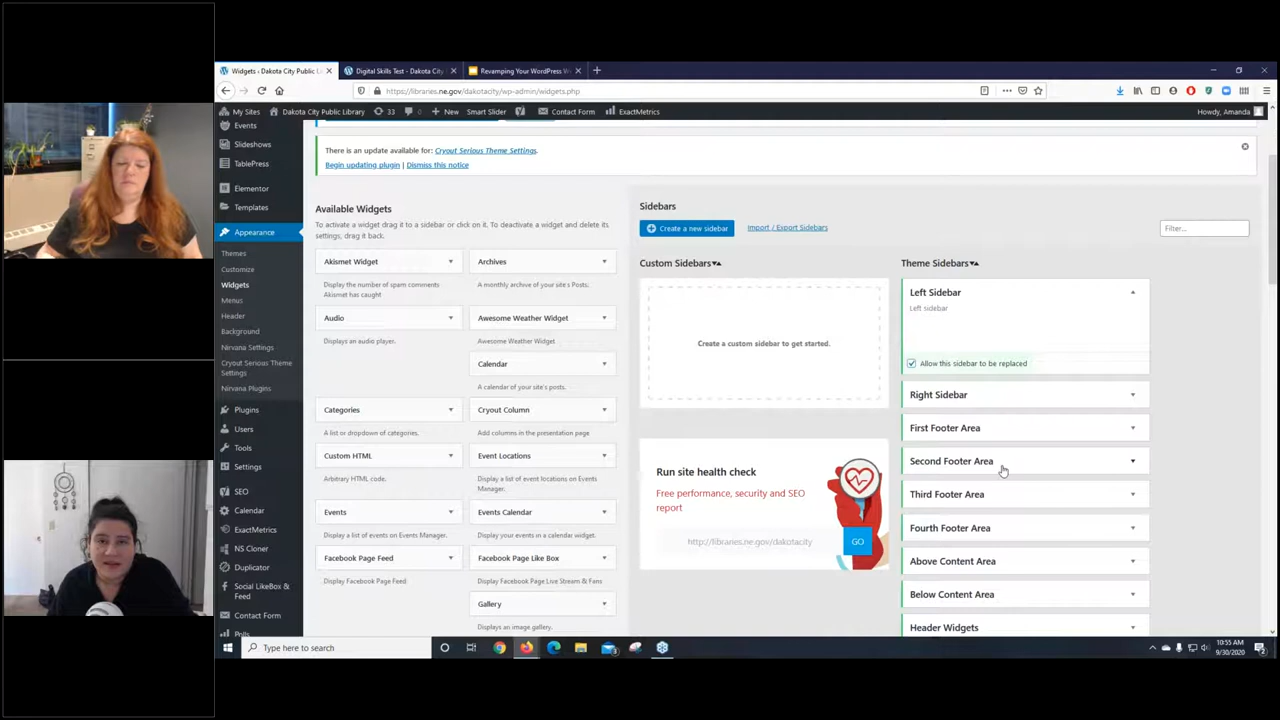 Widgets ‹ Dakota City Public Li
Digital Skills Test - Dakota City
Revamping Your WordPress W
https://libraries.ne.gov/dakotacity/wp-admin/widgets.php
My Sites
Dakota City Public Library
33
New
Smart Slider
Contact Form
ExactMetrics
Howdy, Amanda
Events
Slideshows
TablePress
Elementor
Templates
Appearance
Themes
Customize
Widgets
Menus
Header
Background
Nirvana Settings
Cryout Serious Theme
Settings
Nirvana Plugins
Plugins
Users
Tools
Settings
SEO
Calendar
ExactMetrics
NS Cloner
Duplicator
Social LikeBox &
Feed
Contact Form
Polls
There is an update available for: Cryout Serious Theme Settings.
Begin updating plugin | Dismiss this notice
Available Widgets
To activate a widget drag it to a sidebar or click on it. To deactivate a widget and delete its
settings, drag it back.
Akismet Widget
Display the number of spam comments
Akismet has caught
Archives
A monthly archive of your site's Posts.
Audio
Displays an audio player.
Awesome Weather Widget
Awesome Weather Widget
Calendar
A calendar of your site's posts.
Categories
A list or dropdown of categories.
Cryout Column
Add columns in the presentation page
Custom HTML
Arbitrary HTML code.
Event Locations
Display a list of event locations on Events
Manager.
Events
Display a list of events on Events Manager.
Events Calendar
Display your events in a calendar widget.
Facebook Page Feed
Display Facebook Page Feed
Facebook Page Like Box
Display Facebook Page Live Stream & Fans
Gallery
Displays an image gallery.
Sidebars
Create a new sidebar
Import / Export Sidebars
Filter...
Custom Sidebars
Create a custom sidebar to get started.
Run site health check
Free performance, security and SEO
report
http://libraries.ne.gov/dakotacity
GO
Theme Sidebars
Left Sidebar
Left sidebar
Allow this sidebar to be replaced
Right Sidebar
First Footer Area
Second Footer Area
Third Footer Area
Fourth Footer Area
Above Content Area
Below Content Area
Header Widgets
Type here to search
10:55 AM
9/30/2020